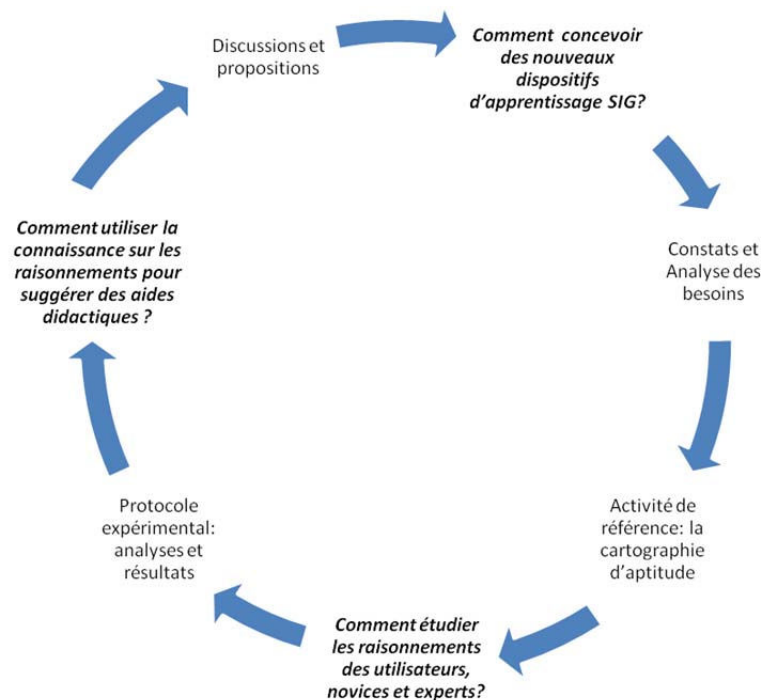 Discussions et
propositions
Comment concevoir
des nouveaux
dispositifs
d'apprentissage SIG?
Constats et
Analyse des
besoins
Activité de
référence: la
cartographie
d'aptitude
Comment étudier
les raisonnements
des utilisateurs,
novices et experts?
Protocole
expérimental:
analyses et
résultats
Comment utiliser la
connaissance sur les
raisonnements pour
suggérer des aides
didactiques ?